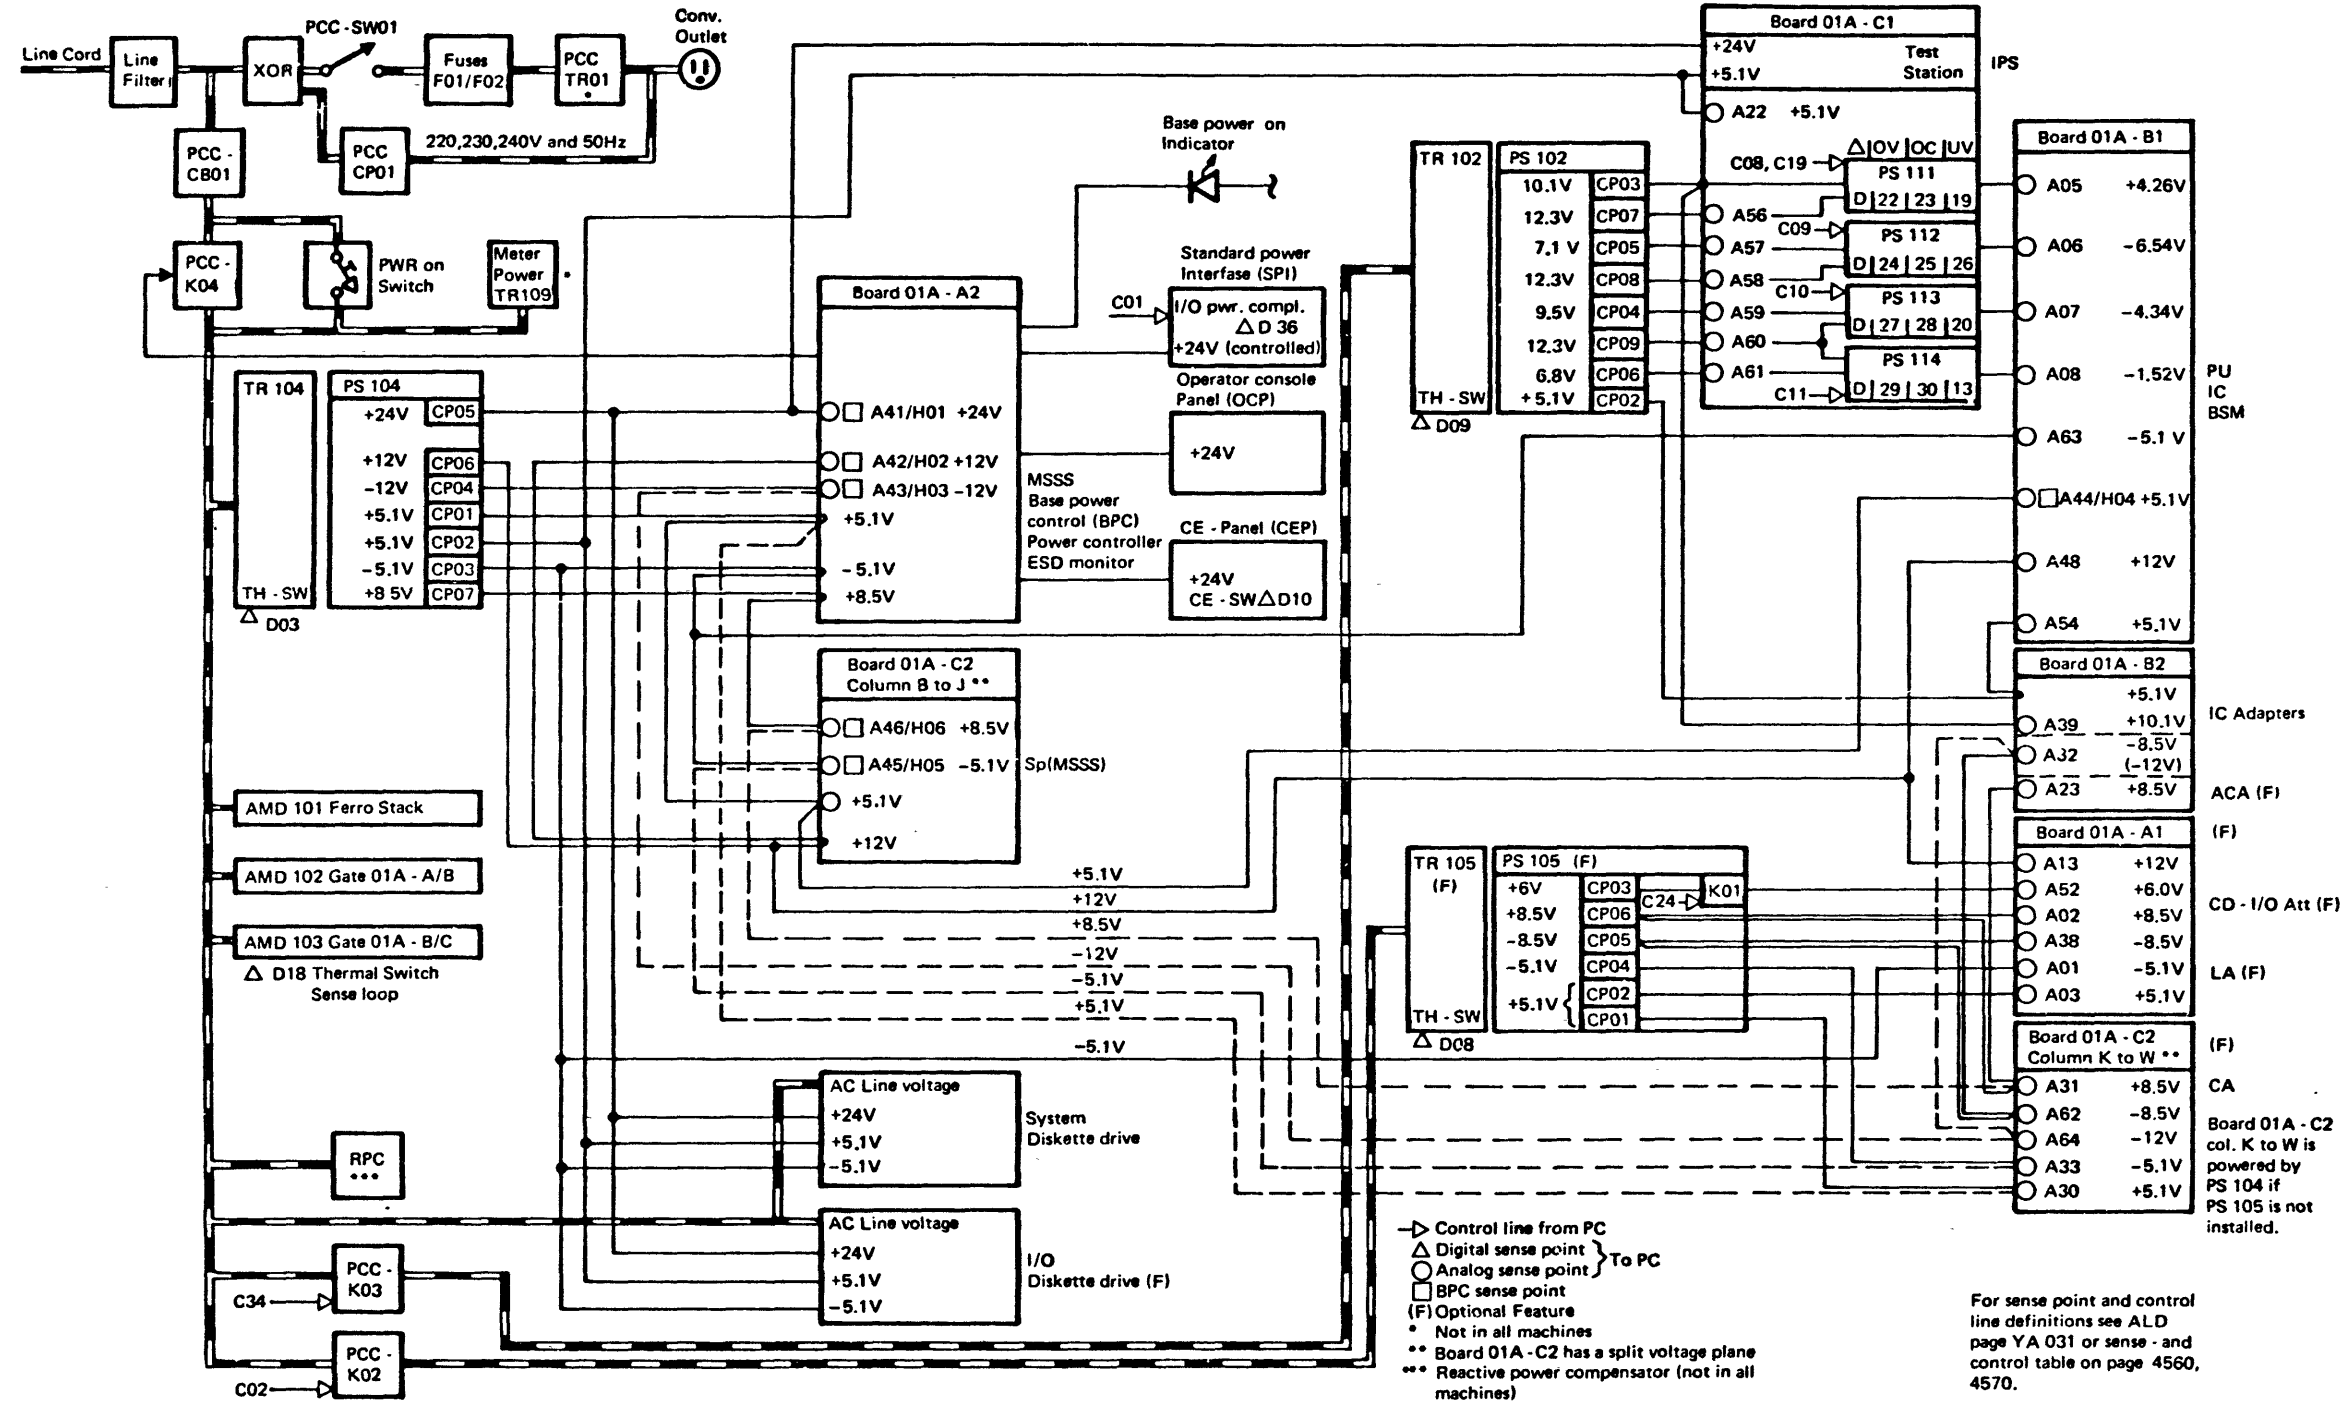 Line Cord
Line
Filter
XOR
PCC - SW01
Fuses
F01/F02
PCC
TR01
*
Conv.
Outlet
PCC -
CB01
PCC
CP01
220,230,240V and 50Hz
PCC -
K04
PWR on
Switch
Meter
Power
TR109
*
TR 104
TH - SW
D03
PS 104
+24V CP05
+12V CP06
-12V CP04
+5.1V CP01
+5.1V CP02
-5.1V CP03
+8 5V CP07
AMD 101 Ferro Stack
AMD 102 Gate 01A - A/B
AMD 103 Gate 01A - B/C
D18 Thermal Switch
Sense loop
RPC
***
PCC -
K03
C34
PCC -
K02
C02
Board 01A - A2
A41/H01 +24V
A42/H02 +12V
A43/H03 -12V
+5.1V
-5.1V
+8.5V
MSSS
Base power
control (BPC)
Power controller
ESD monitor
Board 01A - C2
Column B to J **
A46/H06 +8.5V
A45/H05 -5.1V
+5.1V
+12V
Sp(MSSS)
+5.1V
+12V
+8.5V
-12V
-5.1V
+5.1V
-5.1V
AC Line voltage
+24V
+5.1V
-5.1V
System
Diskette drive
AC Line voltage
+24V
+5.1V
-5.1V
I/O
Diskette drive (F)
Base power on
Indicator
Standard power
Interfase (SPI)
C01
I/O pwr. compl.
D 36
+24V (controlled)
Operator console
Panel (OCP)
+24V
CE - Panel (CEP)
+24V
CE - SW D10
TR 102
TH - SW
D09
PS 102
10.1V CP03
12.3V CP07
7.1 V CP05
12.3V CP08
9.5V CP04
12.3V CP09
6.8V CP06
+5.1V CP02
Board 01A - C1
+24V
+5.1V
Test
Station
IPS
A22 +5.1V
OV OC UV
C08, C19
PS 111
D 22 23 19
A56
C09
PS 112
A57
D 24 25 26
A58
C10
PS 113
A59
D 27 28 20
A60
PS 114
A61
C11
D 29 30 13
Board 01A - B1
A05 +4.26V
A06 -6.54V
A07 -4.34V
A08 -1.52V
A63 -5.1 V
A44/H04 +5.1V
A48 +12V
A54 +5.1V
PU
IC
BSM
Board 01A - B2
+5.1V
A39 +10.1V
A32 -8.5V
(-12V)
A23 +8.5V
IC Adapters
ACA (F)
Board 01A - A1
(F)
A13 +12V
A52 +6.0V
A02 +8.5V
A38 -8.5V
A01 -5.1V
A03 +5.1V
CD - I/O Att (F)
LA (F)
Board 01A - C2
Column K to W **
(F)
A31 +8.5V
A62 -8.5V
A64 -12V
A33 -5.1V
A30 +5.1V
CA
Board 01A - C2
col. K to W is
powered by
PS 104 if
PS 105 is not
installed.
TR 105
(F)
TH - SW
D08
PS 105 (F)
+6V CP03
K01
C24
+8.5V CP06
-8.5V CP05
-5.1V CP04
+5.1V { CP02
CP01
Control line from PC
Digital sense point
Analog sense point
To PC
BPC sense point
(F) Optional Feature
* Not in all machines
** Board 01A - C2 has a split voltage plane
*** Reactive power compensator (not in all
machines)
For sense point and control
line definitions see ALD
page YA 031 or sense - and
control table on page 4560,
4570.